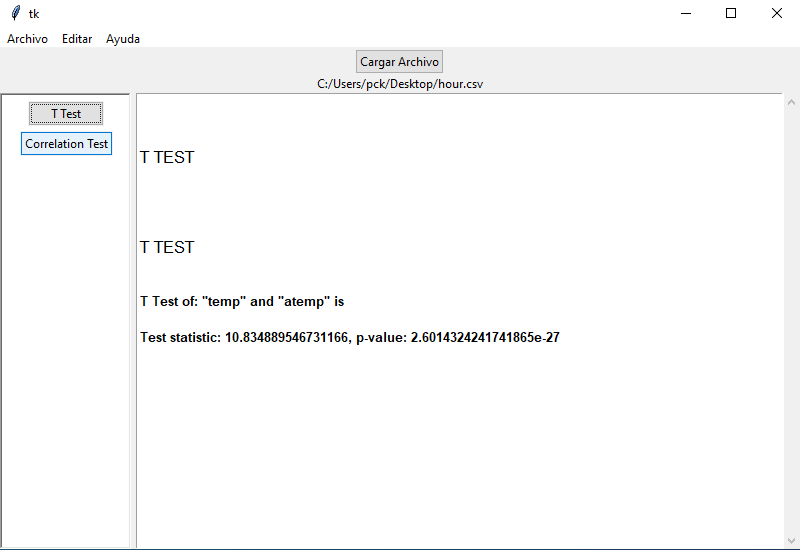 tk
Archivo Editar Ayuda
Cargar Archivo
C:/Users/pck/Desktop/hour.csv
T Test
Correlation Test
T TEST
T TEST
T Test of: "temp" and "atemp" is
Test statistic: 10.834889546731166, p-value: 2.6014324241741865e-27